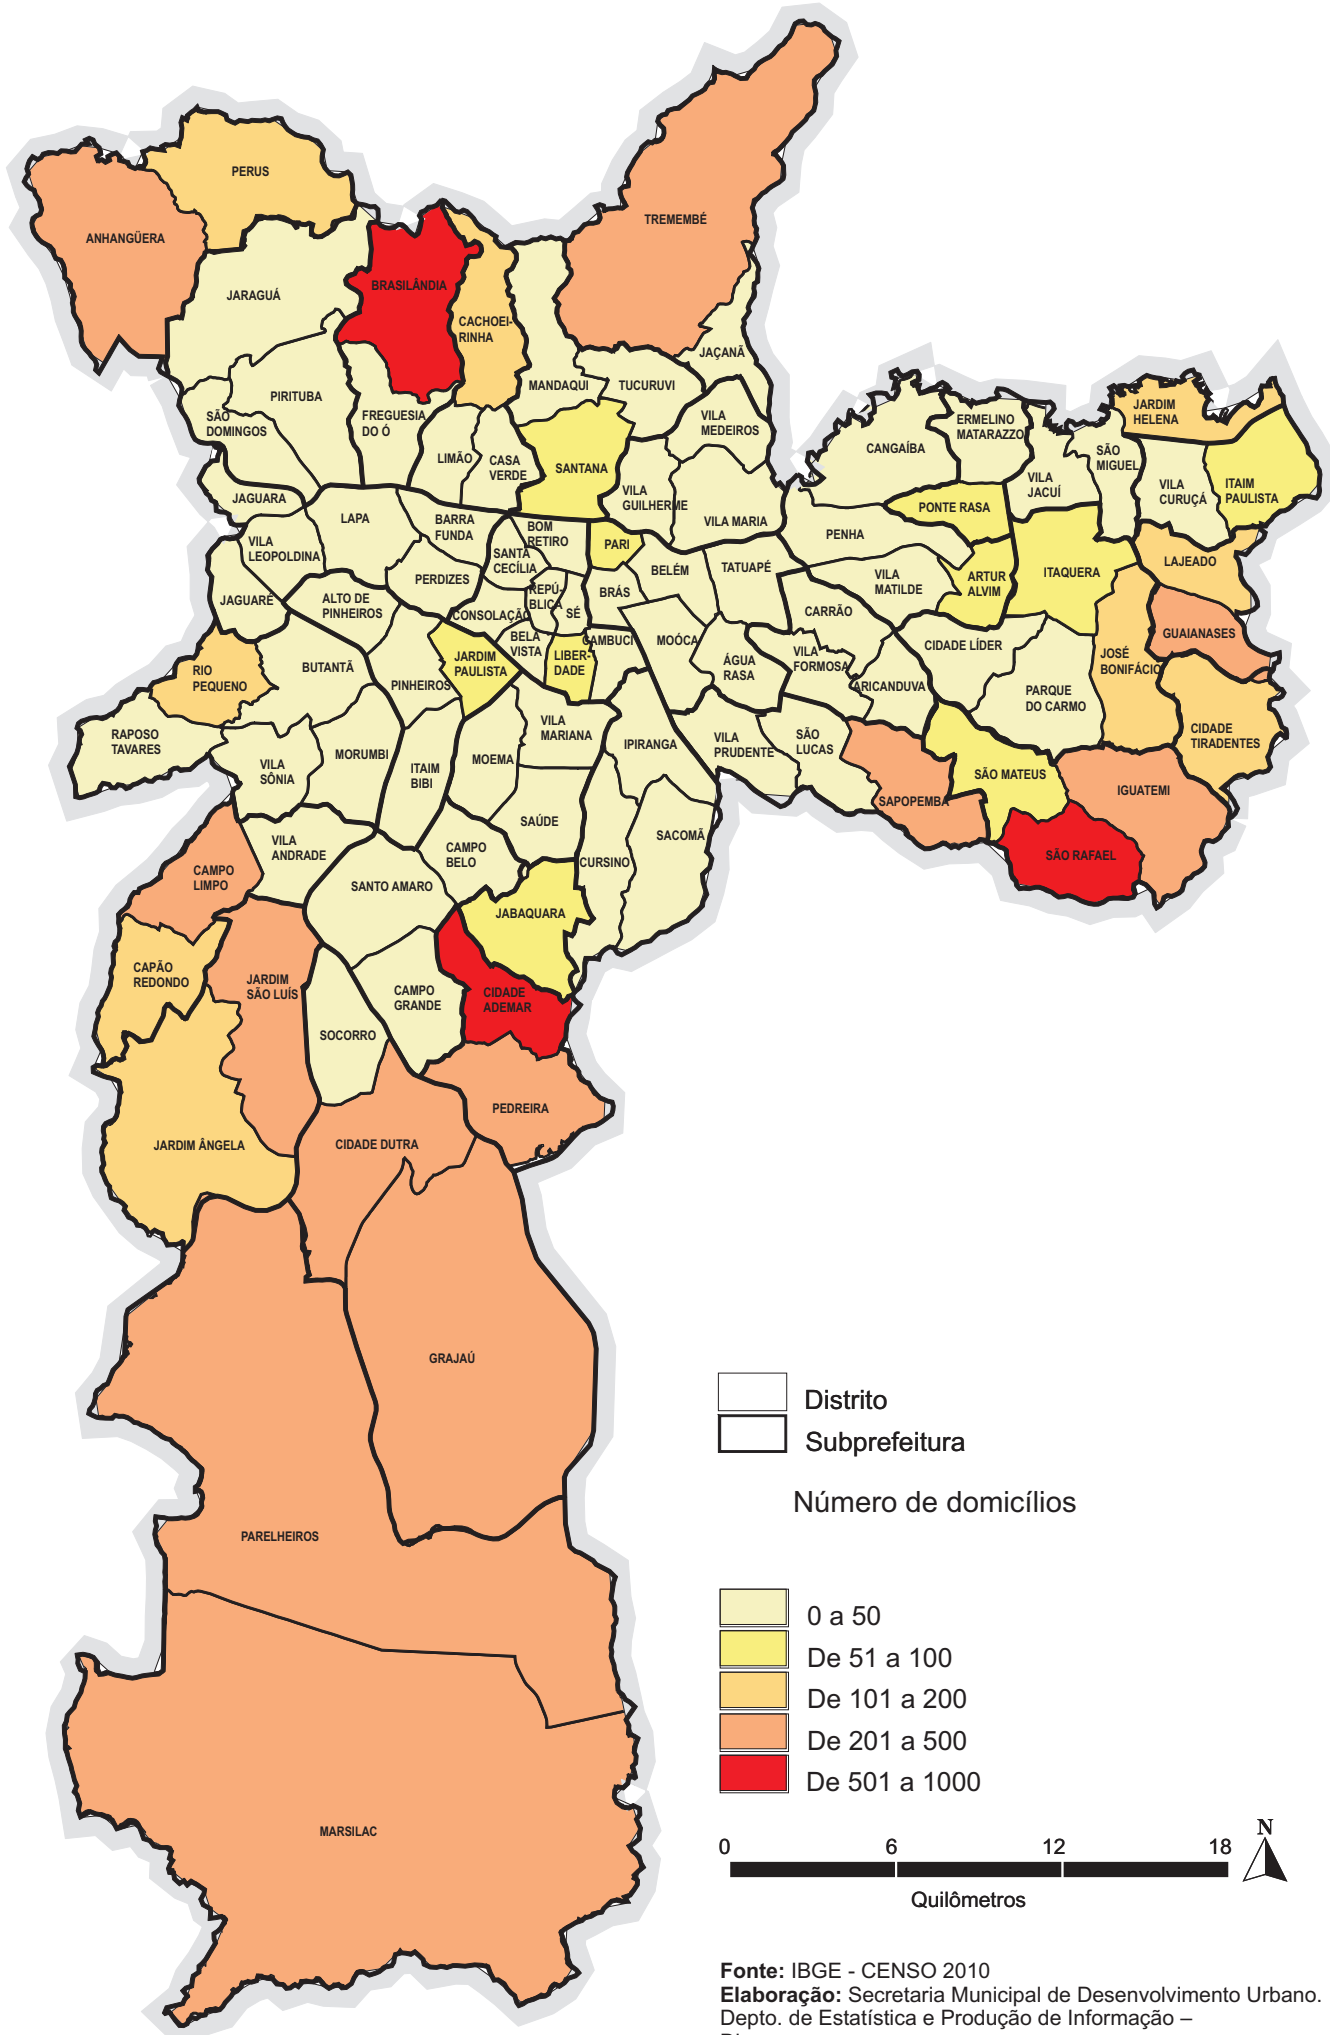 PERUS
TREMEMBÉ
ANHANGÜERA
BRASILÂNDIA
JARAGUÁ
CACHOEI-
RINHA
JAÇANÃ
MANDAQUI
TUCURUVI
PIRITUBA
SÃO
DOMINGOS
FREGUESIA
DO Ó
VILA
MEDEIROS
JARDIM
HELENA
ERMELINO
MATARAZZO
CANGAÍBA
SÃO
MIGUEL
LIMÃO
CASA
VERDE
SANTANA
VILA
JACUÍ
VILA
CURUÇÁ
ITAIM
PAULISTA
JAGUARA
VILA
GUILHERME
PONTE RASA
LAPA
BARRA
FUNDA
BOM
RETIRO
VILA MARIA
PENHA
VILA
LEOPOLDINA
SANTA
CECÍLIA
PARI
BELÉM
TATUAPÉ
LAJEADO
ITAQUERA
PERDIZES
VILA
MATILDE
ARTUR
ALVIM
JAGUARÉ
ALTO DE
PINHEIROS
REPÚ-
BLICA
BRÁS
CONSOLAÇÃO
SÉ
CARRÃO
GUAIANASES
BELA
VISTA
CAMBUCI
MOÓCA
CIDADE LÍDER
BUTANTÃ
JARDIM
PAULISTA
LIBER-
DADE
ÁGUA
RASA
VILA
FORMOSA
JOSÉ
BONIFÁCIO
RIO
PEQUENO
PINHEIROS
ARICANDUVA
PARQUE
DO CARMO
RAPOSO
TAVARES
VILA
MARIANA
IPIRANGA
VILA
PRUDENTE
SÃO
LUCAS
CIDADE
TIRADENTES
MORUMBI
MOEMA
VILA
SÔNIA
ITAIM
BIBI
SÃO MATEUS
IGUATEMI
SAPOPEMBA
SAÚDE
SACOMÃ
VILA
ANDRADE
CAMPO
BELO
CURSINO
SÃO RAFAEL
CAMPO
LIMPO
SANTO AMARO
JABAQUARA
CAPÃO
REDONDO
JARDIM
SÃO LUÍS
CAMPO
GRANDE
CIDADE
ADEMAR
SOCORRO
PEDREIRA
JARDIM ÂNGELA
CIDADE DUTRA
GRAJAÚ
PARELHEIROS
MARSILAC
Distrito
Subprefeitura
Número de domicílios
0 a 50
De 51 a 100
De 101 a 200
De 201 a 500
De 501 a 1000
N
0 6 12 18
Quilômetros
Fonte: IBGE - CENSO 2010
Elaboração: Secretaria Municipal de Desenvolvimento Urbano.
Depto. de Estatística e Produção de Informação –